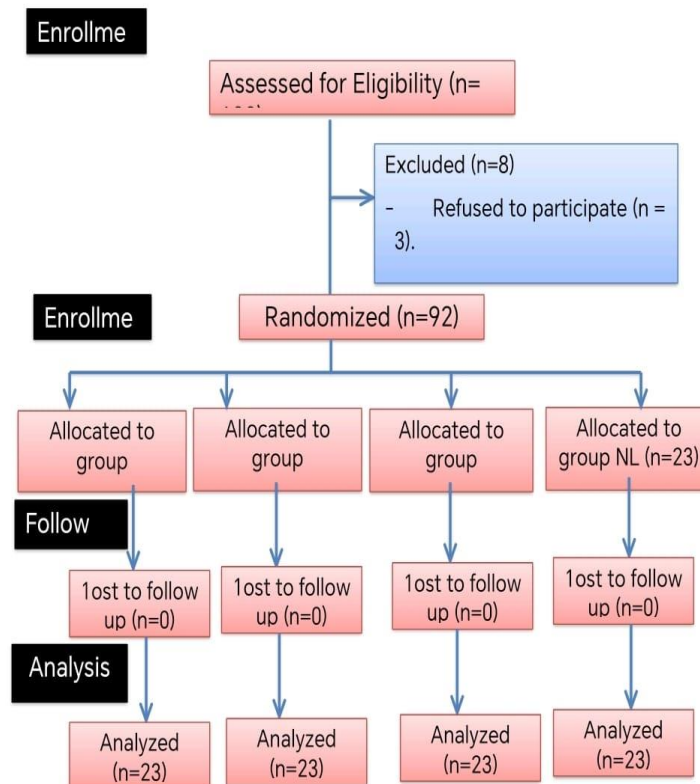 Enrollme
Assessed for Eligibility (n=
Excluded (n=8)
- Refused to participate (n =
3).
Enrollme
Randomized (n=92)
Allocated to
group
Allocated to
group
Allocated to
group
Allocated to
group NL (n=23)
Follow
1ost to follow
up (n=0)
1ost to follow
up (n=0)
1ost to follow
up (n=0)
1ost to follow
up (n=0)
Analysis
Analyzed
(n=23)
Analyzed
(n=23)
Analyzed
(n=23)
Analyzed
(n=23)